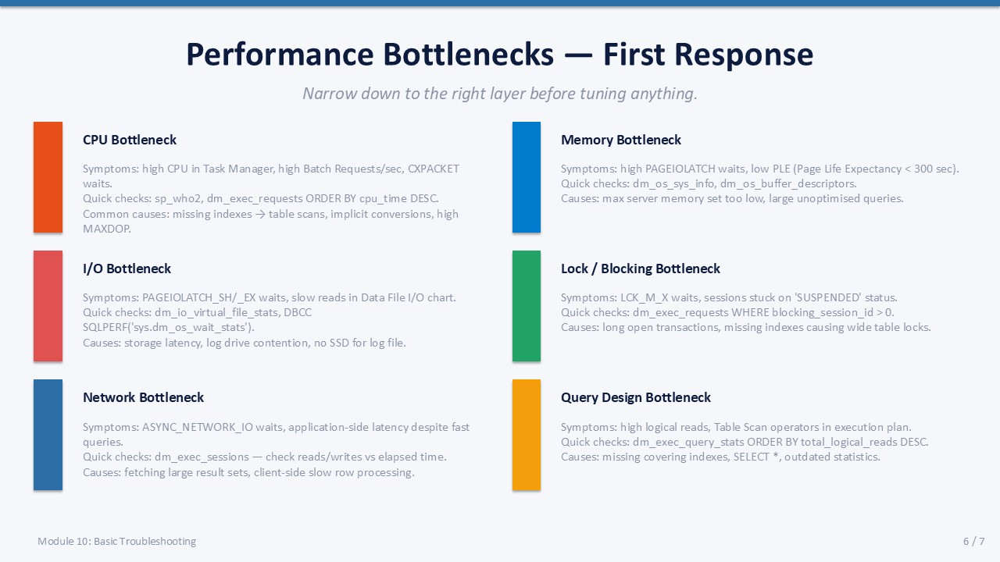 Performance Bottlenecks — First Response
Narrow down to the right layer before tuning anything.
CPU Bottleneck
Symptoms: high CPU in Task Manager, high Batch Requests/sec, CXPACKET
waits.
Quick checks: sp_who2, dm_exec_requests ORDER BY cpu_time DESC.
Common causes: missing indexes → table scans, implicit conversions, high
MAXDOP.
Memory Bottleneck
Symptoms: high PAGEIOLATCH waits, low PLE (Page Life Expectancy < 300 sec).
Quick checks: dm_os_sys_info, dm_os_buffer_descriptors.
Causes: max server memory set too low, large unoptimised queries.
I/O Bottleneck
Symptoms: PAGEIOLATCH_SH/_EX waits, slow reads in Data File I/O chart.
Quick checks: dm_io_virtual_file_stats, DBCC
SQLPERF('sys.dm_os_wait_stats').
Causes: storage latency, log drive contention, no SSD for log file.
Lock / Blocking Bottleneck
Symptoms: LCK_M_X waits, sessions stuck on 'SUSPENDED' status.
Quick checks: dm_exec_requests WHERE blocking_session_id > 0.
Causes: long open transactions, missing indexes causing wide table locks.
Network Bottleneck
Symptoms: ASYNC_NETWORK_IO waits, application-side latency despite fast
queries.
Quick checks: dm_exec_sessions — check reads/writes vs elapsed time.
Causes: fetching large result sets, client-side slow row processing.
Query Design Bottleneck
Symptoms: high logical reads, Table Scan operators in execution plan.
Quick checks: dm_exec_query_stats ORDER BY total_logical_reads DESC.
Causes: missing covering indexes, SELECT *, outdated statistics.
Module 10: Basic Troubleshooting
6 / 7